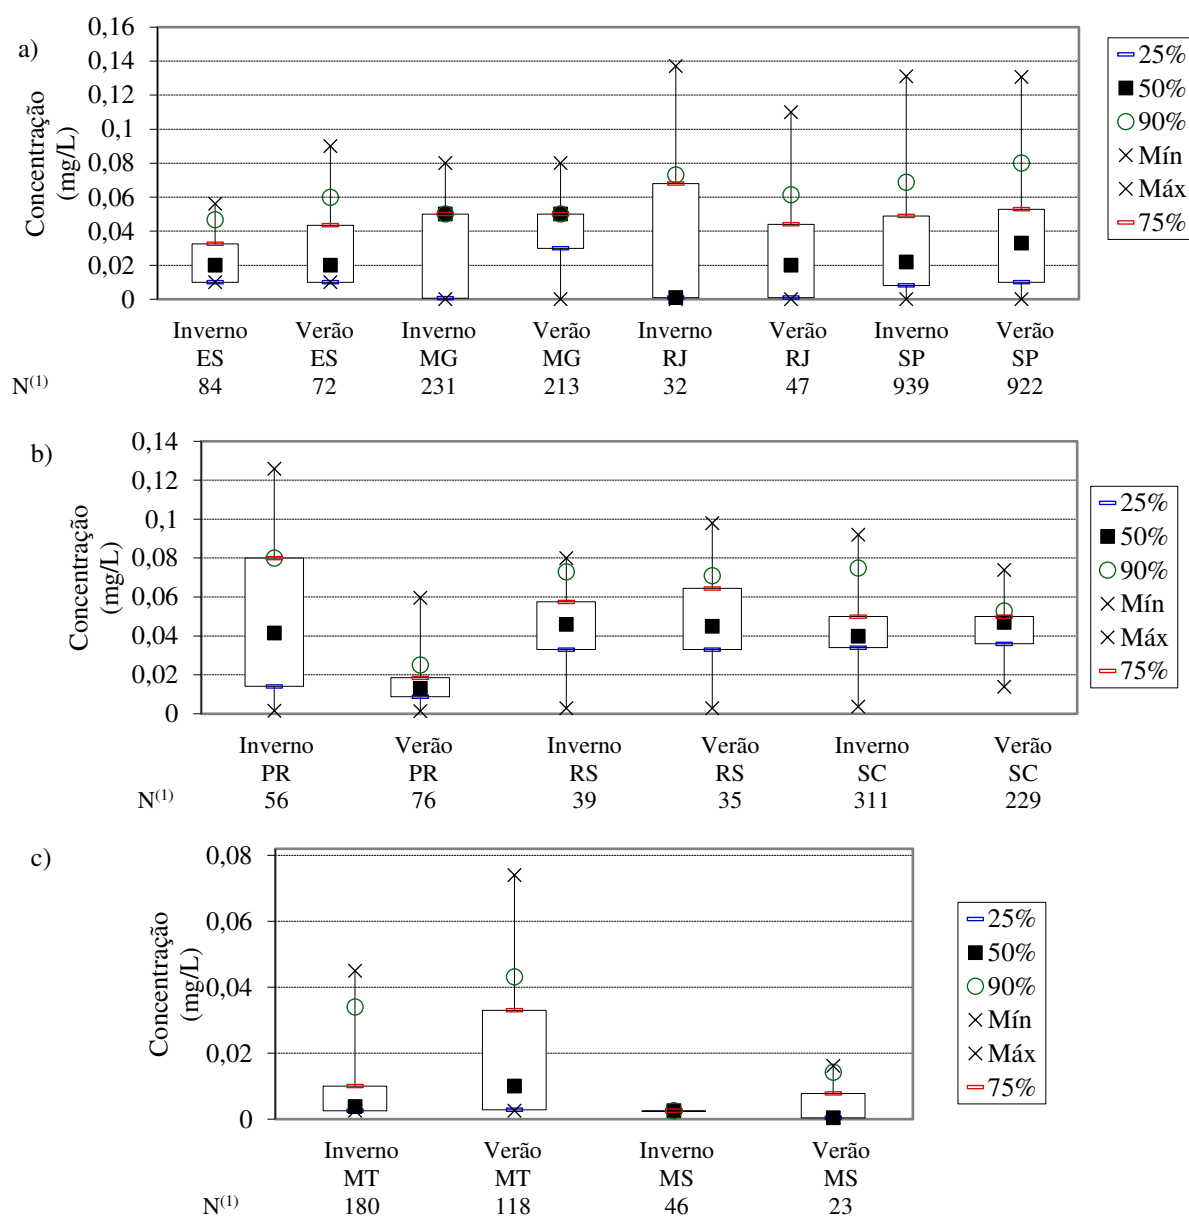 a)
Concentração
(mg/L)
0,16
0,14
0,12
0,1
0,08
0,06
0,04
0,02
0
Inverno Verão Inverno Verão Inverno Verão Inverno Verão
ES ES MG MG RJ RJ SP SP
N(1) 84 72 231 213 32 47 939 922
25%
50%
90%
Mín
Máx
75%
b)
Concentração
(mg/L)
0,14
0,12
0,1
0,08
0,06
0,04
0,02
0
Inverno Verão Inverno Verão Inverno Verão
PR PR RS RS SC SC
N(1) 56 76 39 35 311 229
25%
50%
90%
Mín
Máx
75%
c)
Concentração
(mg/L)
0,08
0,06
0,04
0,02
0
Inverno Verão Inverno Verão
MT MT MS MS
N(1) 180 118 46 23
25%
50%
90%
Mín
Máx
75%